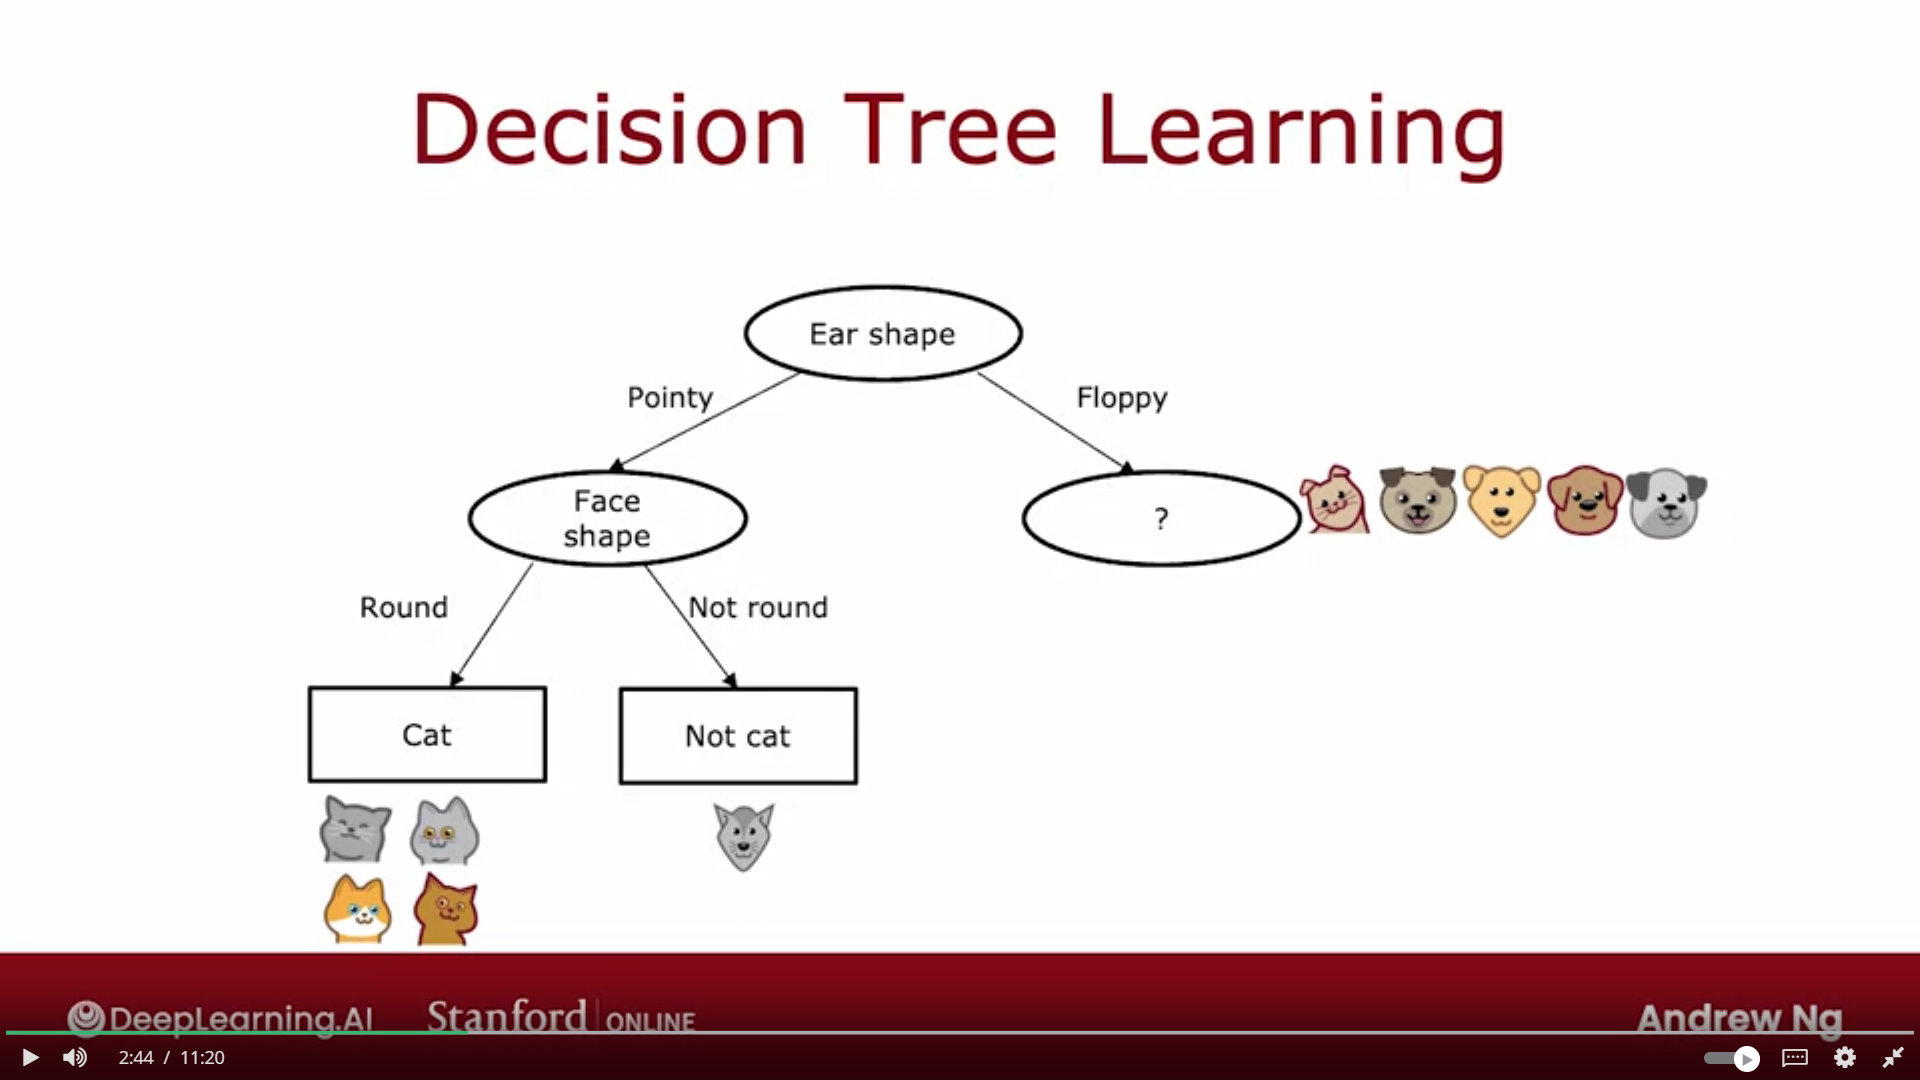 Decision Tree Learning
Ear shape
Pointy
Floppy
Face
shape
?
Round
Not round
Cat
Not cat
DeepLearning.AI
Stanford | ONLINE
Andrew Ng
2:44 / 11:20